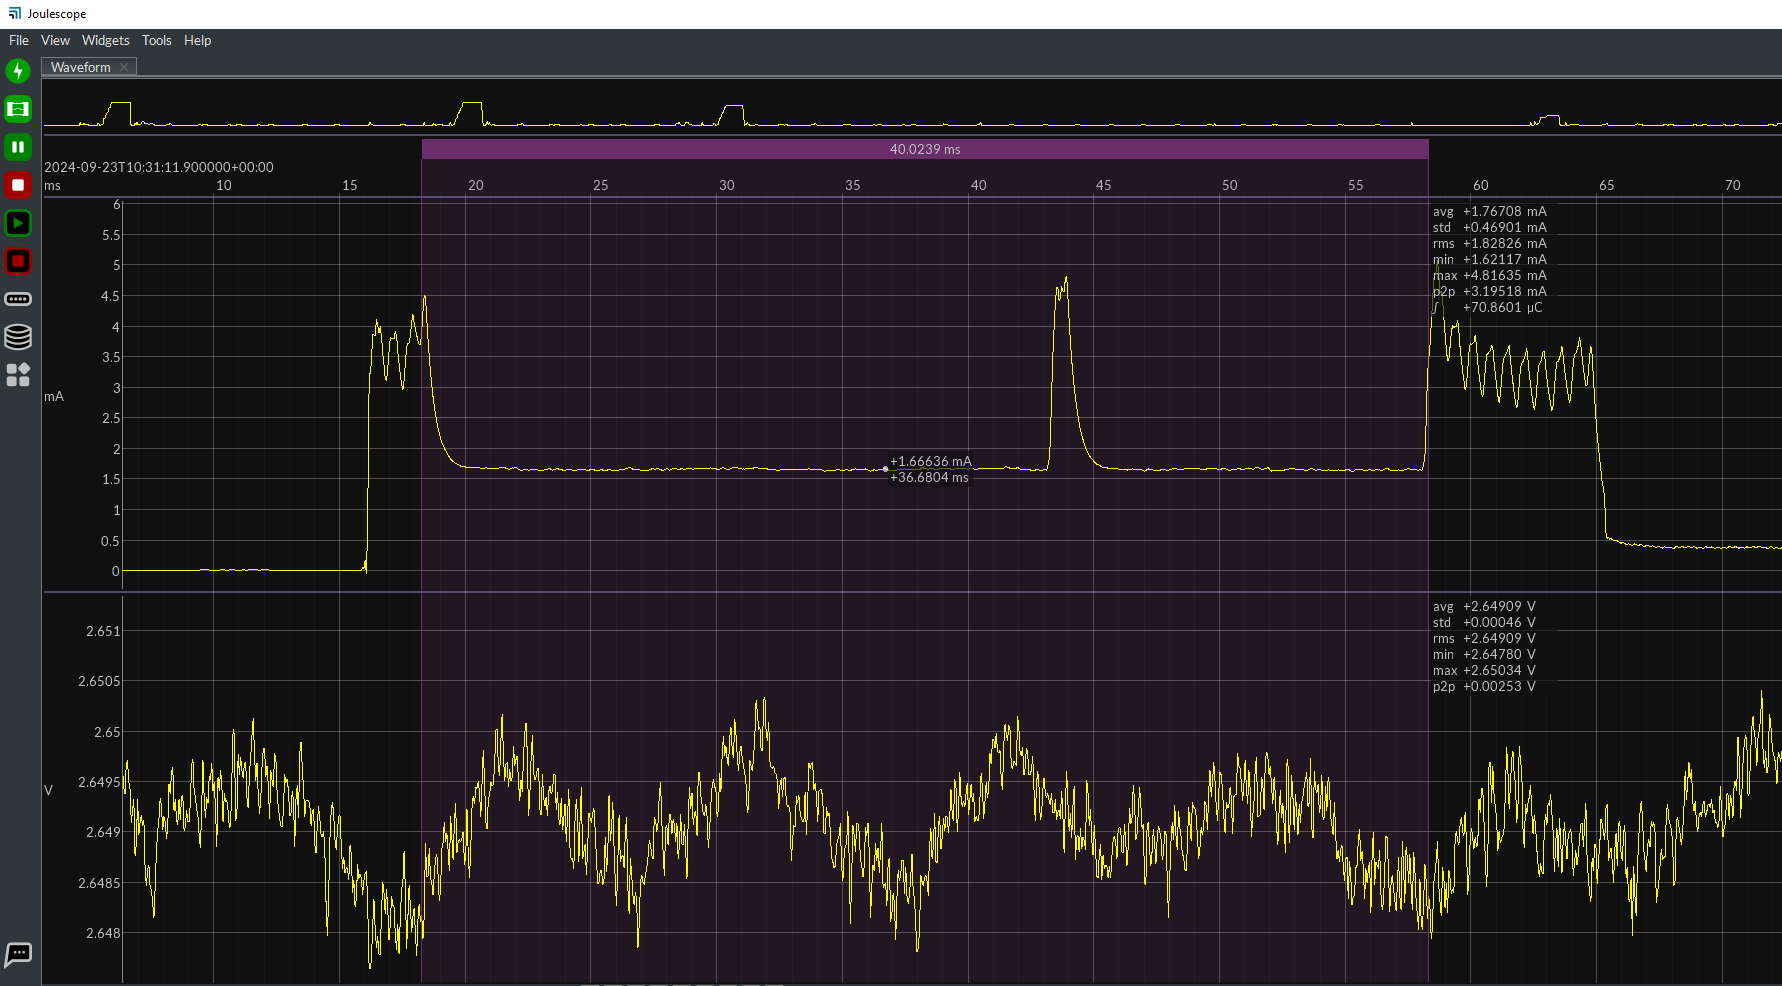 Joulescope
File View Widgets Tools Help
Waveform
40.0239 ms
2024-09-23T10:31:11.900000+00:00
ms 10 15 20 25 30 35 40 45 50 55 60 65 70
6
5.5
5
4.5
4
3.5
3
2.5
2
1.5
1
0.5
0
mA
avg +1.76708 mA
std +0.46901 mA
rms +1.82826 mA
min +1.62117 mA
max +4.81635 mA
p2p +3.19518 mA
∫ +70.8601 µC
+1.66636 mA
+36.6804 ms
2.651
2.6505
2.65
2.6495
2.649
2.6485
2.648
V
avg +2.64909 V
std +0.00046 V
rms +2.64909 V
min +2.64780 V
max +2.65034 V
p2p +0.00253 V